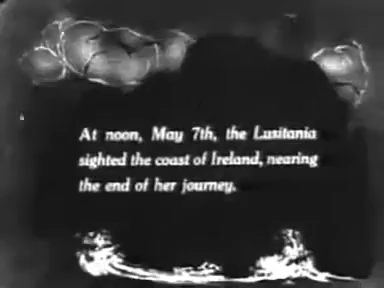 At noon, May 7th, the Lusitania
sighted the coast of Ireland, nearing
the end of her journey.